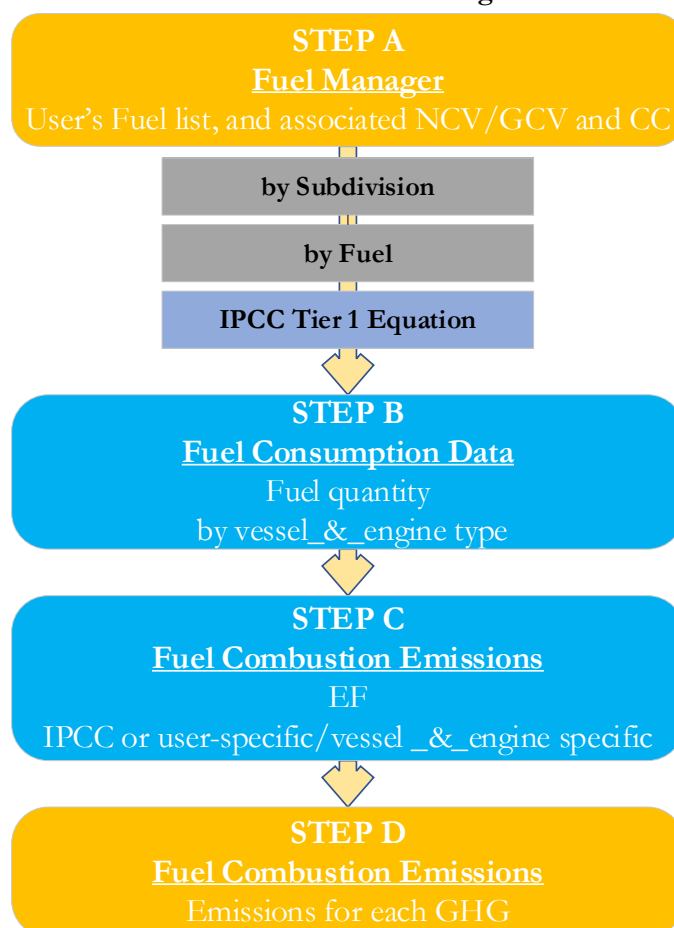 STEP A
Fuel Manager
User's Fuel list, and associated NCV/GCV and CC
by Subdivision
by Fuel
IPCC Tier 1 Equation
STEP B
Fuel Consumption Data
Fuel quantity
by vessel_&_engine type
STEP C
Fuel Combustion Emissions
EF
IPCC or user-specific/vessel _&_engine specific
STEP D
Fuel Combustion Emissions
Emissions for each GHG